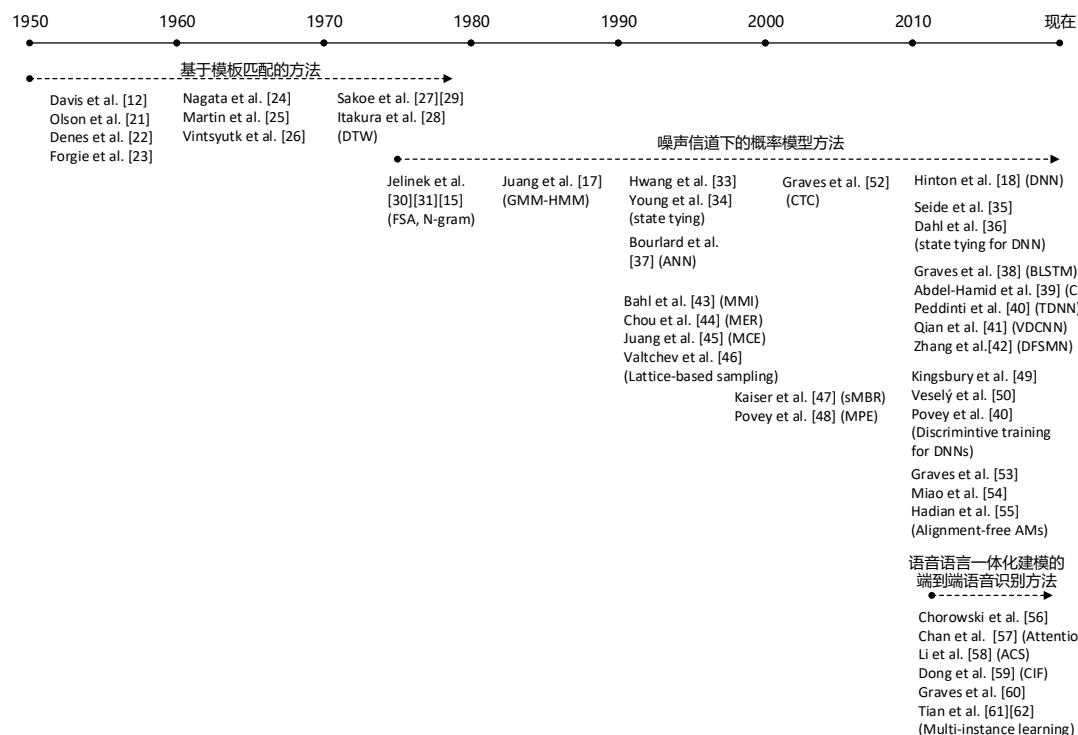 1950 1960 1970 1980 1990 2000 2010 现在
基于模板匹配的方法
Davis et al. [12]
Olson et al. [21]
Denes et al. [22]
Forgie et al. [23]
Nagata et al. [24]
Martin et al. [25]
Vintsyutk et al. [26]
Sakoe et al. [27][29]
Itakura et al. [28]
(DTW)
噪声信道下的概率模型方法
Jelinek et al.
[30][31][15]
(FSA, N-gram)
Juang et al. [17]
(GMM-HMM)
Hwang et al. [33]
Young et al. [34]
(state tying)
Bourlard et al.
[37] (ANN)
Bahl et al. [43] (MMI)
Chou et al. [44] (MER)
Juang et al. [45] (MCE)
Valtchev et al. [46]
(Lattice-based sampling)
Graves et al. [52]
(CTC)
Kaiser et al. [47] (sMBR)
Povey et al. [48] (MPE)
Hinton et al. [18] (DNN)
Seide et al. [35]
Dahl et al. [36]
(state tying for DNN)
Graves et al. [38] (BLSTM)
Abdel-Hamid et al. [39] (C
Peddinti et al. [40] (TDNN)
Qian et al. [41] (VDCNN)
Zhang et al.[42] (DFSMN)
Kingsbury et al. [49]
Veselý et al. [50]
Povey et al. [40]
(Discrimintive training
for DNNs)
Graves et al. [53]
Miao et al. [54]
Hadian et al. [55]
(Alignment-free AMs)
语音语言一体化建模的
端到端语音识别方法
Chorowski et al. [56]
Chan et al. [57] (Attentio
Li et al. [58] (ACS)
Dong et al. [59] (CIF)
Graves et al. [60]
Tian et al. [61][62]
(Multi-instance learning)